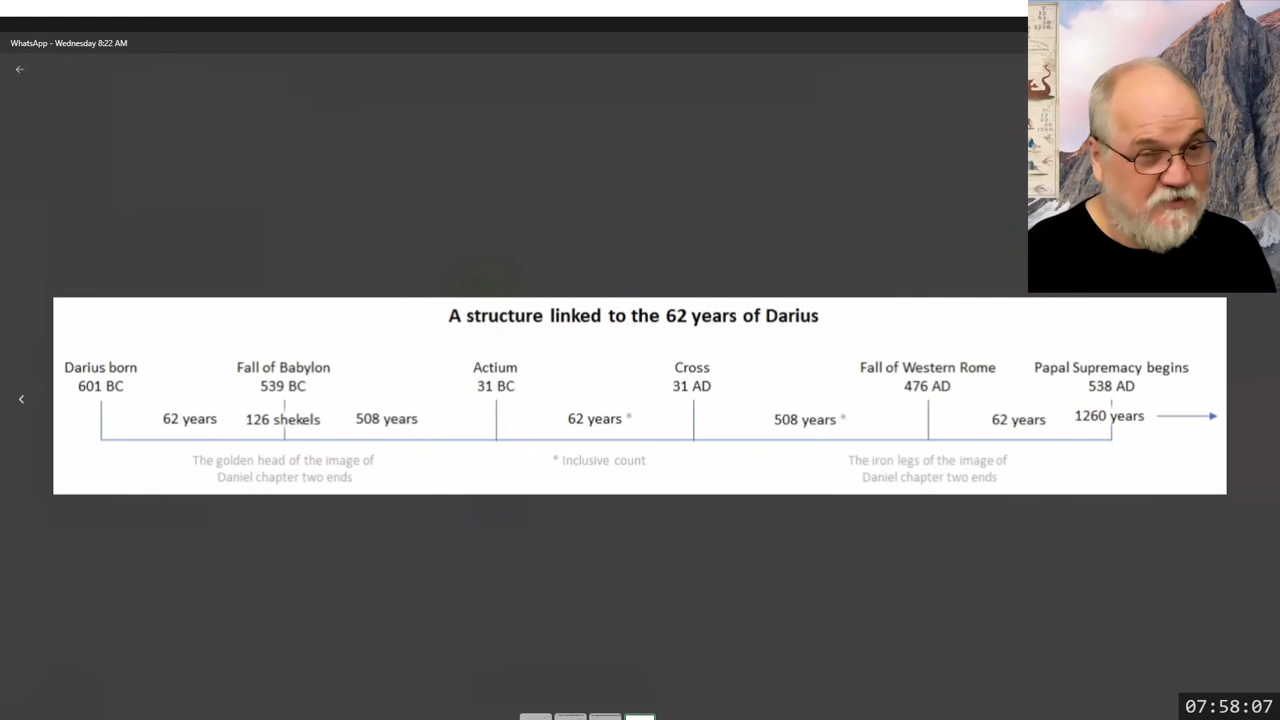 WhatsApp - Wednesday 8:22 AM
A structure linked to the 62 years of Darius
Darius born
601 BC
Fall of Babylon
539 BC
Actium
31 BC
Cross
31 AD
Fall of Western Rome
476 AD
Papal Supremacy begins
538 AD
62 years
126 shekels
508 years
62 years *
508 years *
62 years
1260 years
The golden head of the image of
Daniel chapter two ends
* Inclusive count
The iron legs of the image of
Daniel chapter two ends
07:58:07